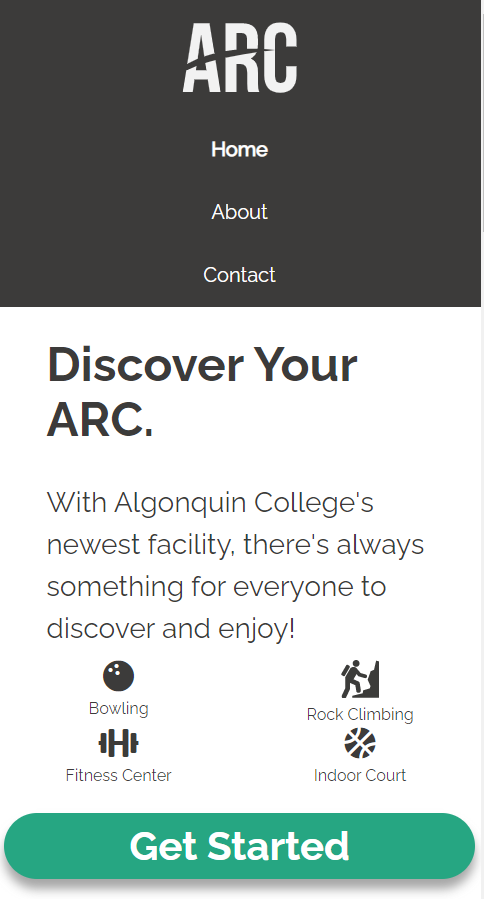 ARC
Home
About
Contact
Discover Your
ARC.
With Algonquin College's
newest facility, there's always
something for everyone to
discover and enjoy!
Bowling
Rock Climbing
Fitness Center
Indoor Court
Get Started